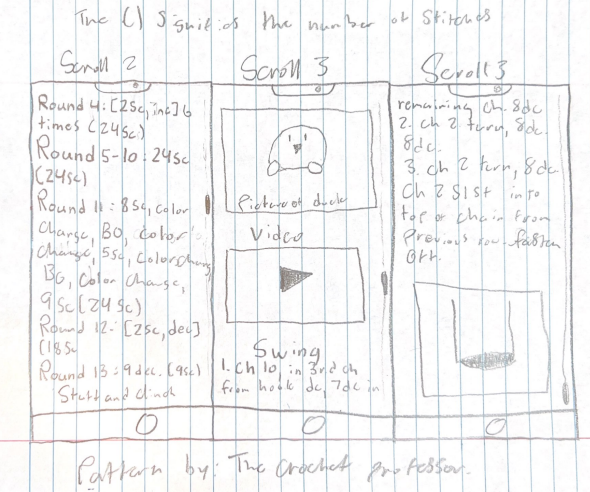 The () Signifies the number of Stitches
Scroll 2
Round 4: [2Sc, inc] 6
times (24Sc)
Round 5-10: 24Sc
(24Sc)
Round 11: 8Sc, color
change, BO, color
change, 5Sc, Color chang
BO, Color Change,
9Sc (24Sc)
Round 12: [2Sc, dec]
(18Sc
Round 13: 9dec. (9Sc)
Stuff and Cinch
Scroll 3
Picture of duck
Video
Swing
1. Ch 10, in 3rd ch
from hook dc, 7dc in
Scroll 3
remaining ch. 8dc
2. ch 2 turn, 8dc.
8dc.
3. ch 2 turn, 8dc
Ch 2 SlSt into
top of chain from
Previous row. fasten
Off.
Pattern by: The Crochet professor.